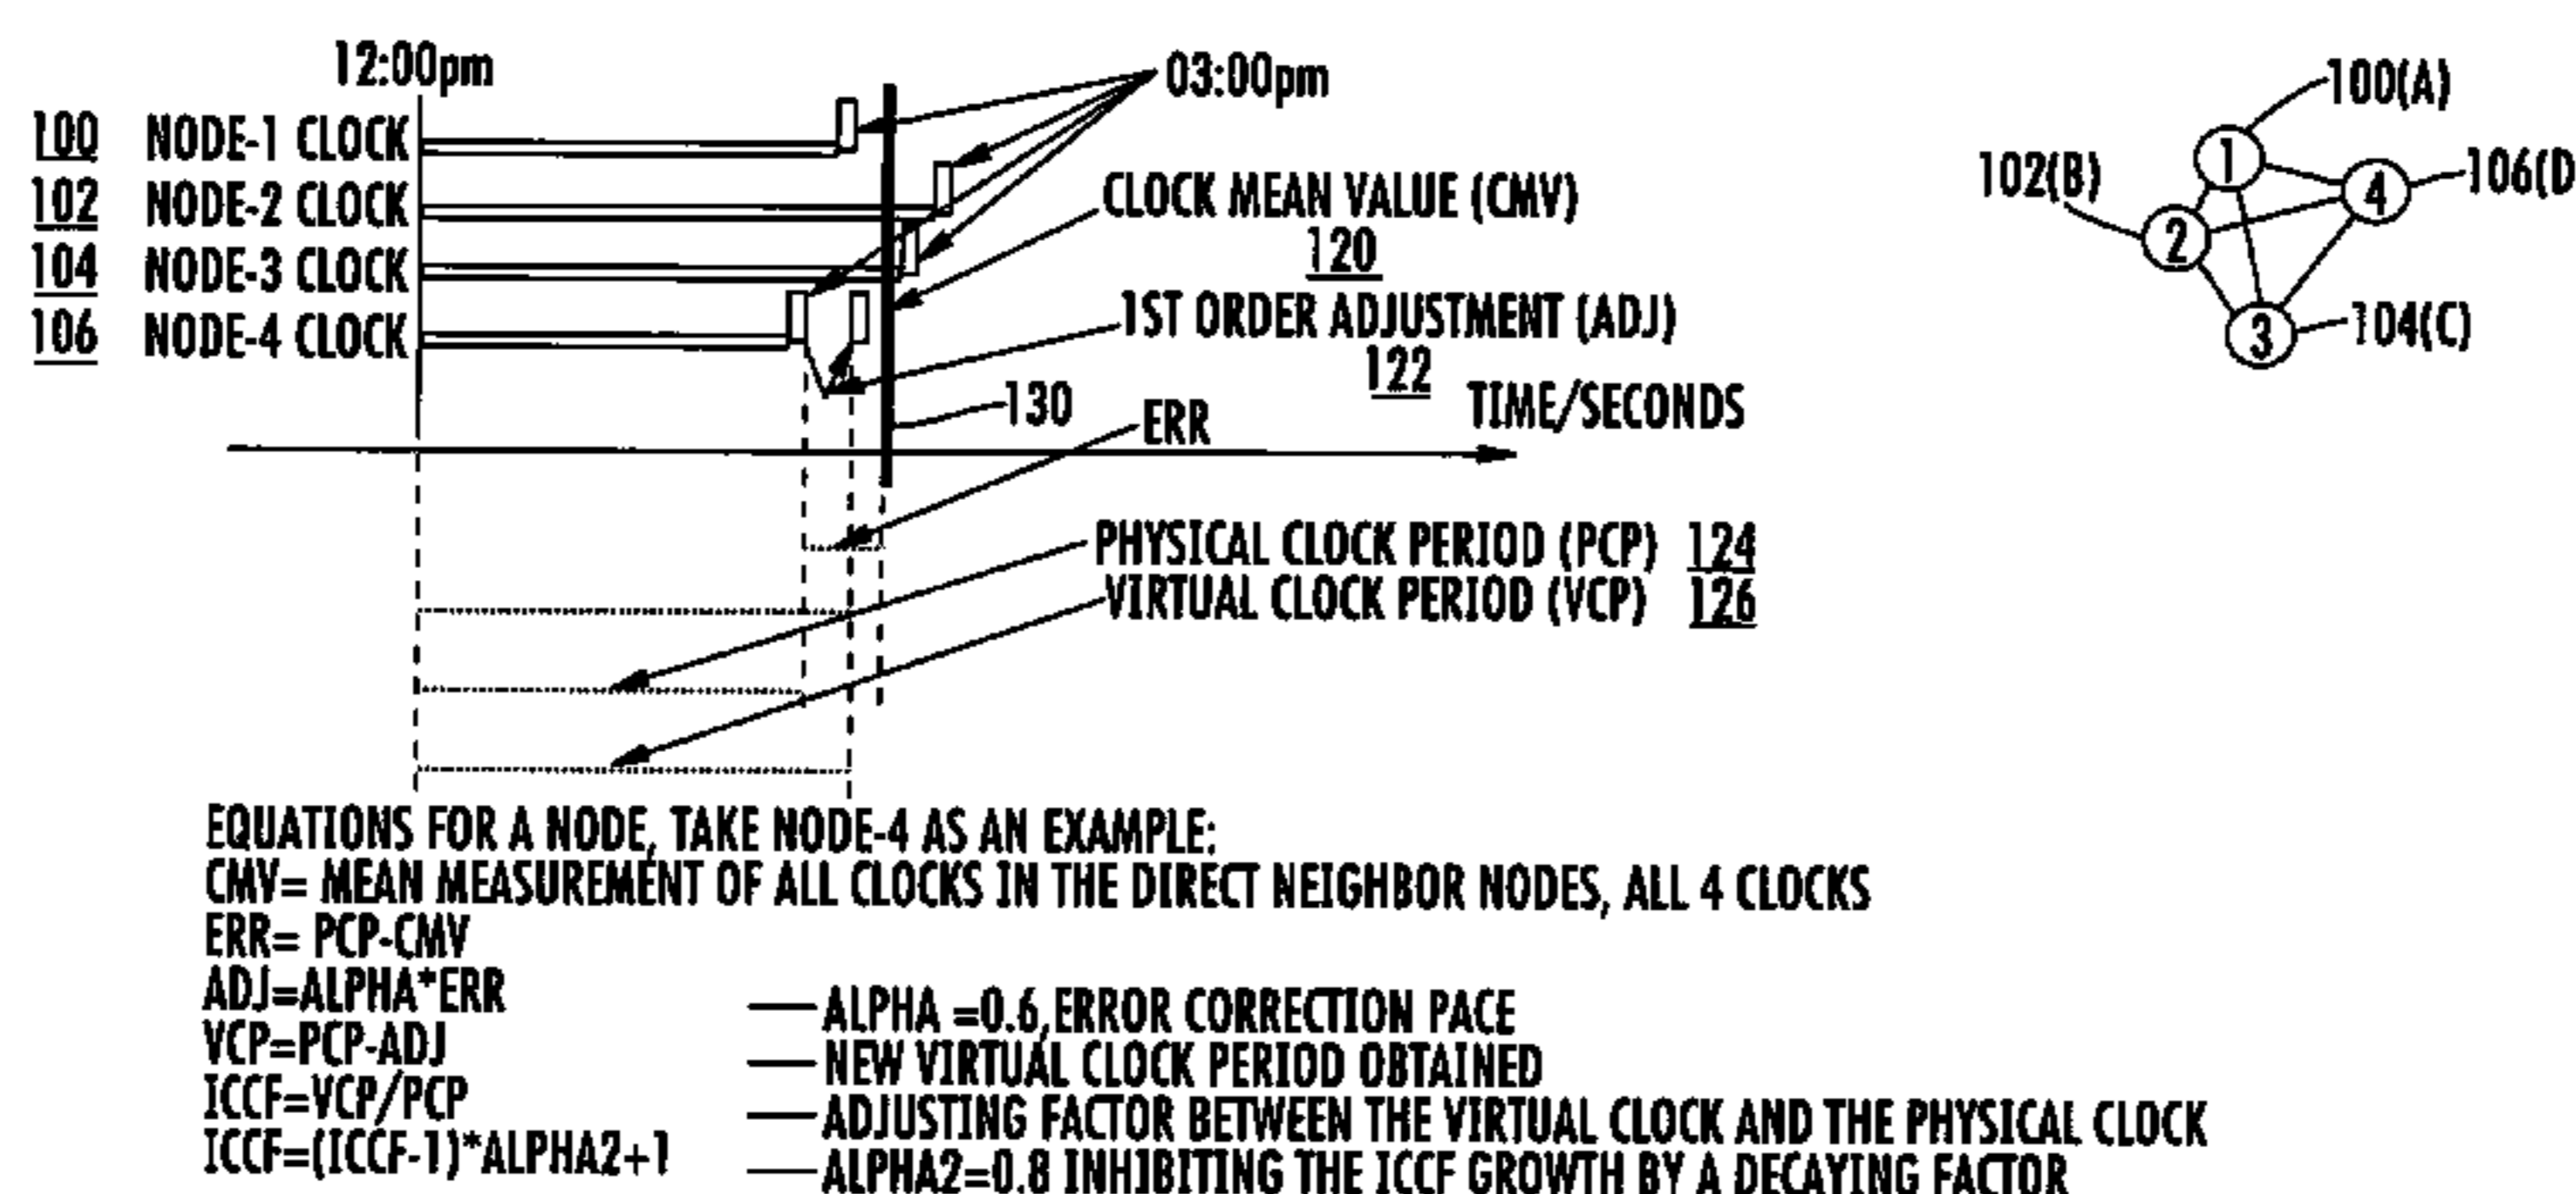 12:00pm
03:00pm
100 NODE-1 CLOCK
102 NODE-2 CLOCK
104 NODE-3 CLOCK
106 NODE-4 CLOCK
CLOCK MEAN VALUE (CMV)
120
1ST ORDER ADJUSTMENT (ADJ)
122
TIME/SECONDS
130
ERR
PHYSICAL CLOCK PERIOD (PCP) 124
VIRTUAL CLOCK PERIOD (VCP) 126
100(A)
102(B)
106(D
104(C)
1
4
2
3
EQUATIONS FOR A NODE, TAKE NODE-4 AS AN EXAMPLE:
CMV= MEAN MEASUREMENT OF ALL CLOCKS IN THE DIRECT NEIGHBOR NODES, ALL 4 CLOCKS
ERR= PCP-CMV
ADJ=ALPHA*ERR — ALPHA =0.6,ERROR CORRECTION PACE
VCP=PCP-ADJ — NEW VIRTUAL CLOCK PERIOD OBTAINED
ICCF=VCP/PCP — ADJUSTING FACTOR BETWEEN THE VIRTUAL CLOCK AND THE PHYSICAL CLOCK
ICCF=(ICCF-1)*ALPHA2+1 — ALPHA2=0.8 INHIBITING THE ICCF GROWTH BY A DECAYING FACTOR